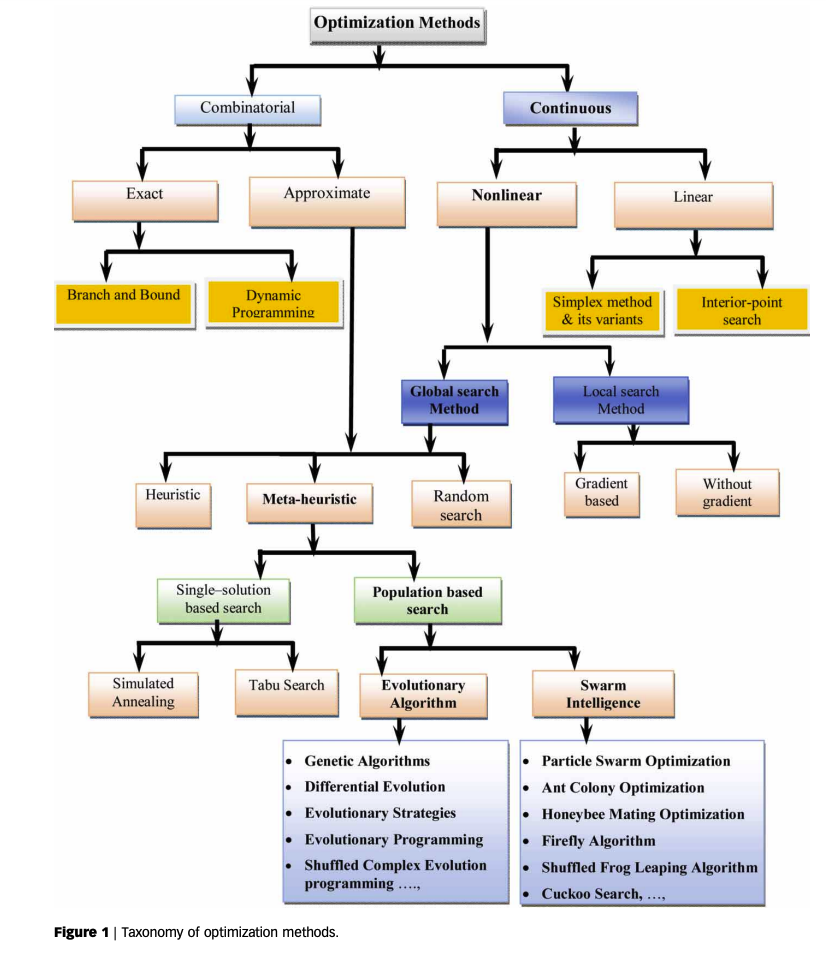 Optimization Methods
Combinatorial
Continuous
Exact
Approximate
Nonlinear
Linear
Branch and Bound
Dynamic
Programming
Simplex method
& its variants
Interior-point
search
Global search
Method
Local search
Method
Heuristic
Meta-heuristic
Random
search
Gradient
based
Without
gradient
Single–solution
based search
Population based
search
Simulated
Annealing
Tabu Search
Evolutionary
Algorithm
Swarm
Intelligence
• Genetic Algorithms
• Differential Evolution
• Evolutionary Strategies
• Evolutionary Programming
• Shuffled Complex Evolution
programming ….,
• Particle Swarm Optimization
• Ant Colony Optimization
• Honeybee Mating Optimization
• Firefly Algorithm
• Shuffled Frog Leaping Algorithm
• Cuckoo Search, …,
Figure 1 | Taxonomy of optimization methods.